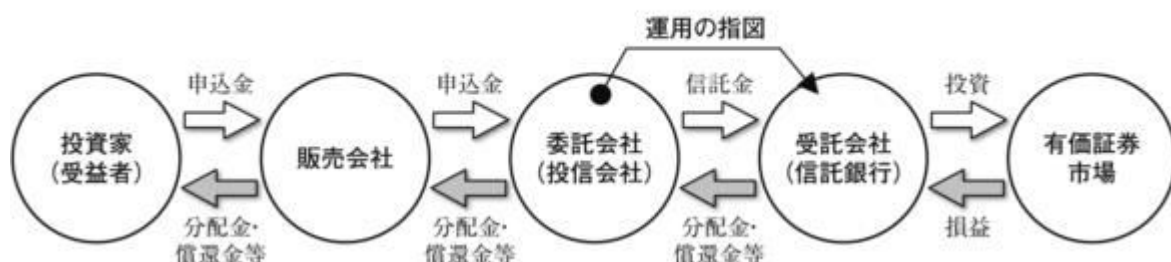 運用の指図
申込金
申込金
信託金
投資
投資家
(受益者)
販売会社
委託会社
(投信会社)
受託会社
(信託銀行)
有価証券
市場
分配金・
償還金等
分配金・
償還金等
分配金・
償還金等
損益